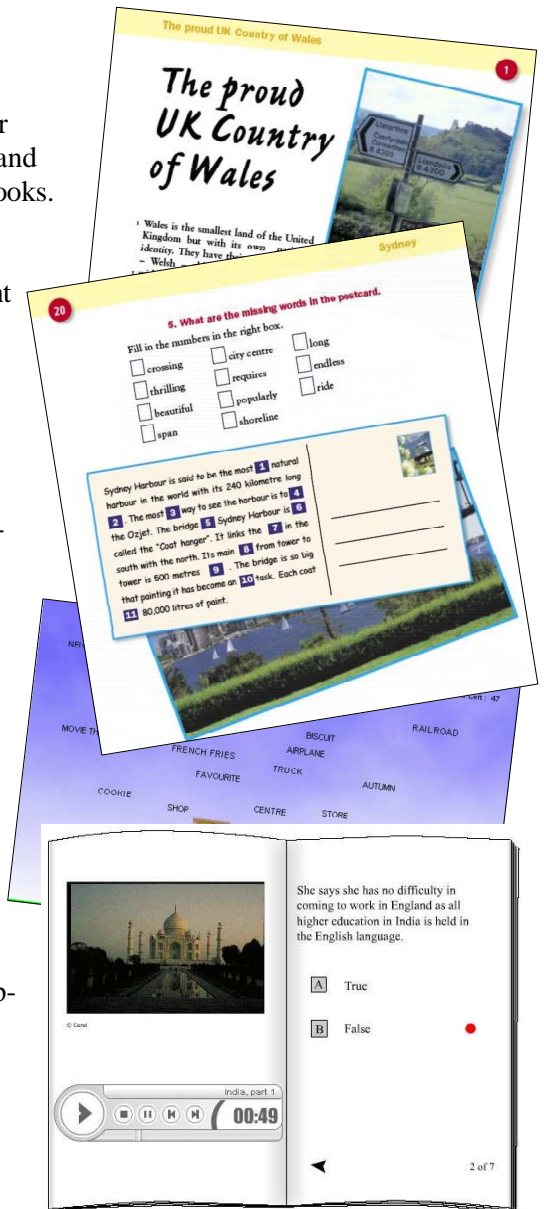 r
and
ooks.
nt
-
p-
The proud UK Country of Wales
1
The proud
UK Country
of Wales
Llanarthne
Carmarthen
B 4300
Llandeilo
B 4300
Wales is the smallest land of the United
Kingdom but with its own
identity. They have
– Welsh
Sydney
20
5. What are the missing words in the postcard.
Fill in the numbers in the right box.
crossing
thrilling
beautiful
span
city centre
requires
popularly
shoreline
long
endless
ride
Sydney Harbour is said to be the most 1 natural
harbour in the world with its 240 kilometre long
2 . The most 3 way to see the harbour is to 4
the Ozjet. The bridge 5 Sydney Harbour is 6
called the "Coat hanger". It links the 7 in the
south with the north. Its main 8 from tower to
tower is 500 metres 9 . The bridge is so big
that painting it has become an 10 task. Each coat
11 80,000 litres of paint.
: 47
MOVIE TH
FRENCH FRIES
BISCUIT
AIRPLANE
RAILROAD
FAVOURITE
TRUCK
AUTUMN
COOKIE
SHOP
CENTRE
STORE
© Corel
India, part 1
00:49
She says she has no difficulty in
coming to work in England as all
higher education in India is held in
the English language.
A True
B False
2 of 7